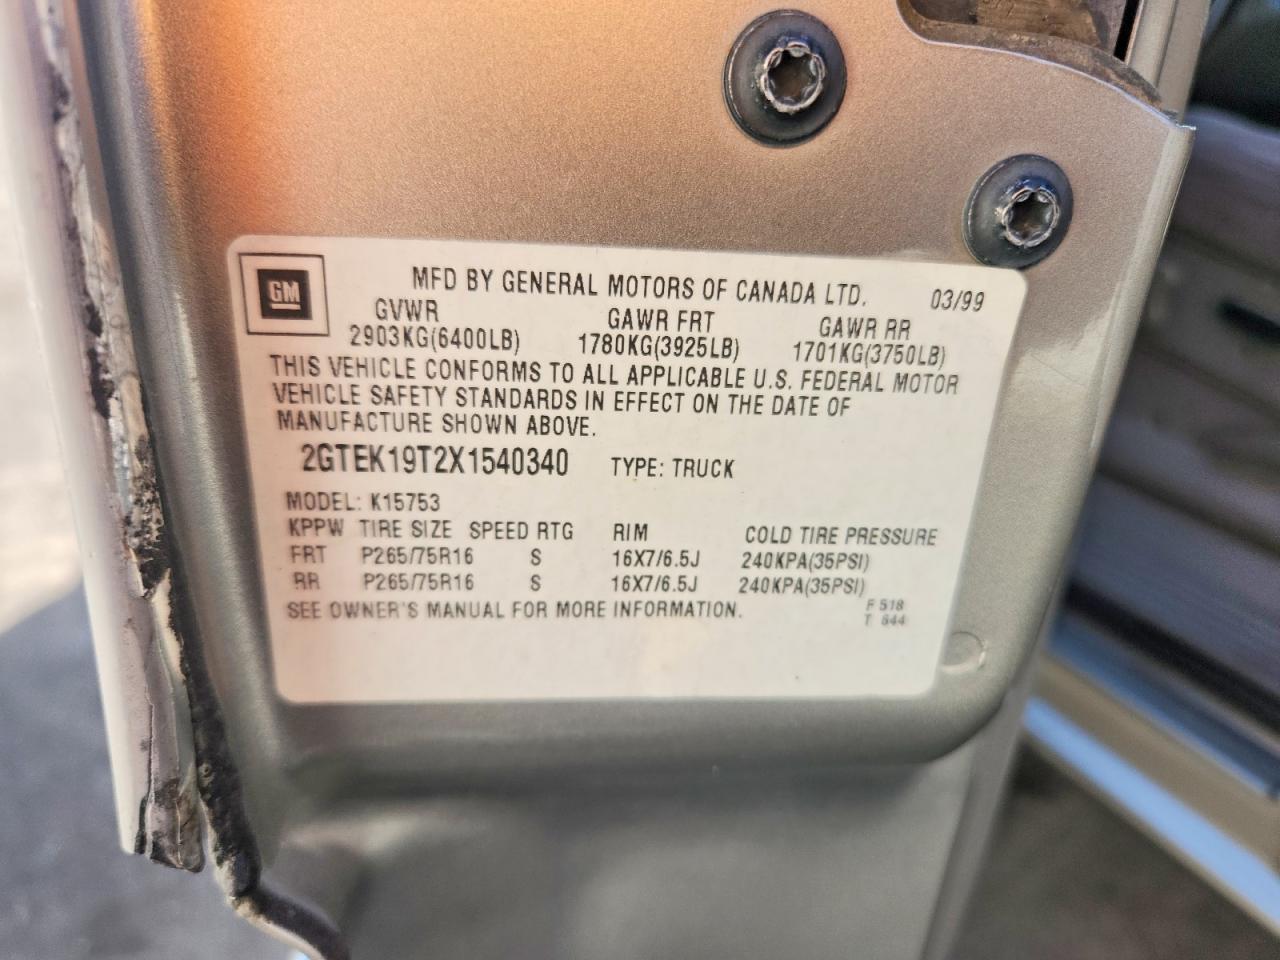 GM
MFD BY GENERAL MOTORS OF CANADA LTD. 03/99
GVWR GAWR FRT GAWR RR
2903KG(6400LB) 1780KG(3925LB) 1701KG(3750LB)
THIS VEHICLE CONFORMS TO ALL APPLICABLE U.S. FEDERAL MOTOR
VEHICLE SAFETY STANDARDS IN EFFECT ON THE DATE OF
MANUFACTURE SHOWN ABOVE.
2GTEK19T2X1540340 TYPE: TRUCK
MODEL: K15753
KPPW TIRE SIZE SPEED RTG RIM COLD TIRE PRESSURE
FRT P265/75R16 S 16X7/6.5J 240KPA(35PSI)
RR P265/75R16 S 16X7/6.5J 240KPA(35PSI)
SEE OWNER'S MANUAL FOR MORE INFORMATION.
F 518
T 644